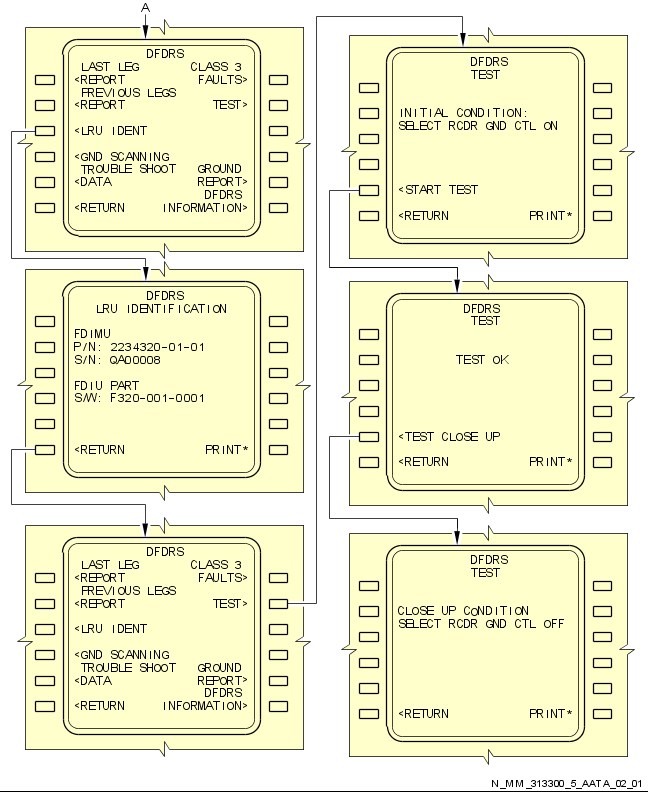 A
DFDRS
LAST LEG CLASS 3
<REPORT FAULTS>
PREVIOUS LEGS
<REPORT TEST>
<LRU IDENT
<GND SCANNING
TROUBLE SHOOT GROUND
<DATA REPORT>
DFDRS
<RETURN INFORMATION>
DFDRS
LRU IDENTIFICATION
FDIMU
P/N: 2234320-01-01
S/N: QA00008
FDIU PART
S/W: F320-001-0001
<RETURN PRINT*
DFDRS
LAST LEG CLASS 3
<REPORT FAULTS>
PREVIOUS LEGS
<REPORT TEST>
<LRU IDENT
<GND SCANNING
TROUBLE SHOOT GROUND
<DATA REPORT>
DFDRS
<RETURN INFORMATION>
DFDRS
TEST
INITIAL CONDITION:
SELECT RCDR GND CTL ON
<START TEST
<RETURN PRINT*
DFDRS
TEST
TEST OK
<TEST CLOSE UP
<RETURN PRINT*
DFDRS
TEST
CLOSE UP CONDITION
SELECT RCDR GND CTL OFF
<RETURN PRINT*
N_MM_313300_5_AATA_02_01